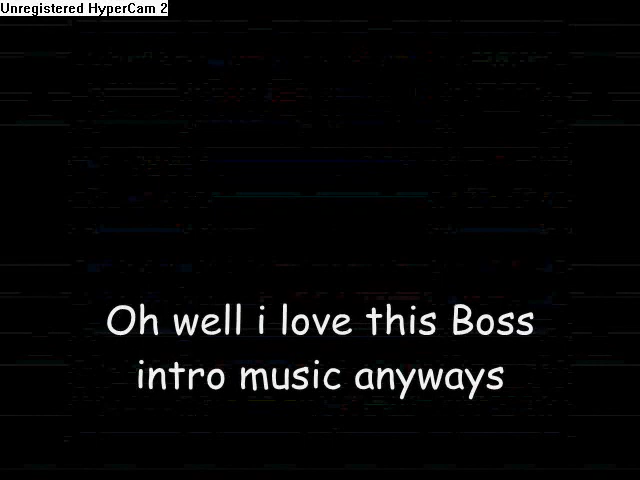 Unregistered HyperCam 2
Oh well i love this Boss
intro music anyways